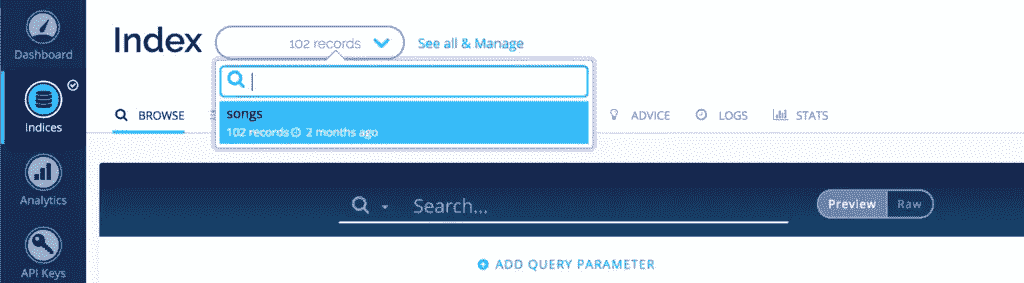 Dashboard
Indices
Analytics
API Keys
Index 102 records See all & Manage
songs
102 records 2 months ago
BROWSE ADVICE LOGS STATS
Search... Preview Raw
ADD QUERY PARAMETER